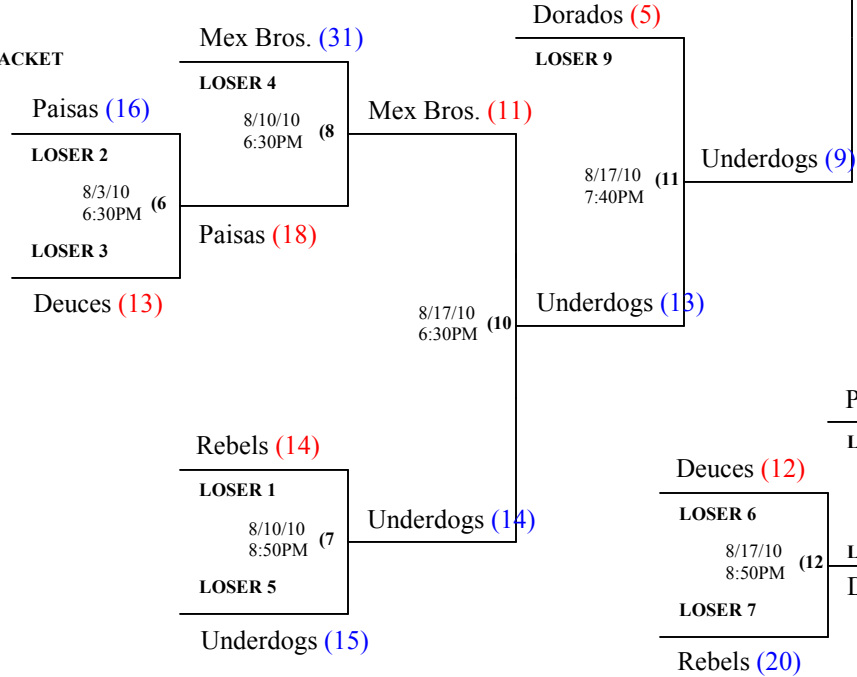 Dorados (5)
Mex Bros. (31)
ACKET
LOSER 9
LOSER 4
Paisas (16)
8/10/10
6:30PM
(8
Mex Bros. (11)
LOSER 2
Underdogs (9)
8/17/10
7:40PM
(11
8/3/10
6:30PM
(6
Paisas (18)
LOSER 3
Deuces (13)
Underdogs (13)
8/17/10
6:30PM
(10
P
L
Rebels (14)
Deuces (12)
LOSER 1
LOSER 6
Underdogs (14)
8/10/10
8:50PM
(7
8/17/10
8:50PM
(12
L
D
LOSER 5
LOSER 7
Underdogs (15)
Rebels (20)